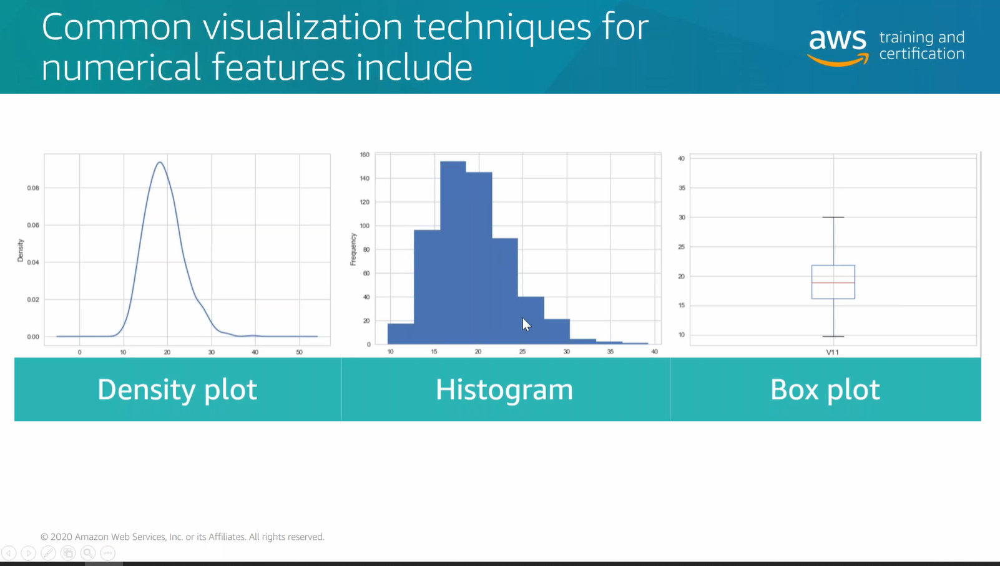 Common visualization techniques for
numerical features include
aws
training and
certification
Density
0.08
0.06
0.04
0.02
0.00
0 10 20 30 40 50
Frequency
160
140
120
100
80
60
40
20
0
10 15 20 25 30 35 40
40
35
30
25
20
15
10
V11
Density plot
Histogram
Box plot
© 2020 Amazon Web Services, Inc. or its Affiliates. All rights reserved.